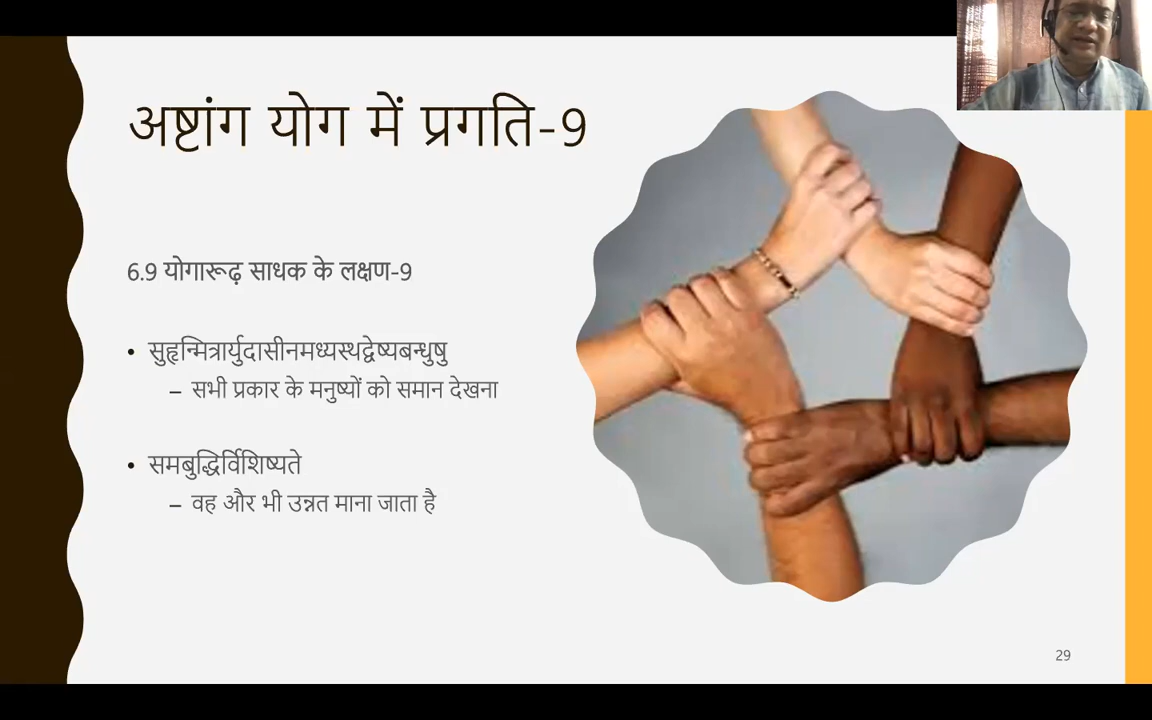 अष्टांग योग में प्रगति-9
6.9 योगारूढ़ साधक के लक्षण-9
• सुहृन्मित्रार्युदासीनमध्यस्थद्वेष्यबन्धुषु
– सभी प्रकार के मनुष्यों को समान देखना
• समबुद्धिर्विशिष्यते
– वह और भी उन्नत माना जाता है
29